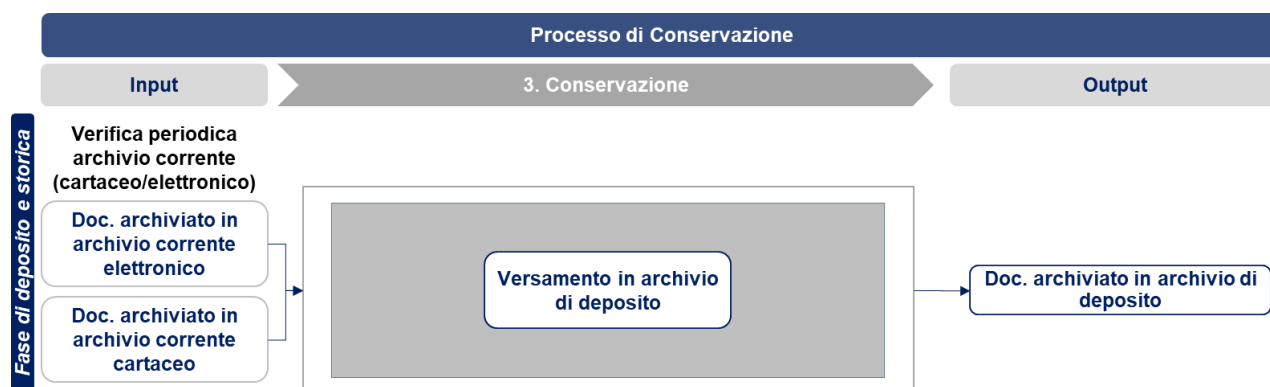 Processo di Conservazione
Input
3. Conservazione
Output
Fase di deposito e storica
Verifica periodica
archivio corrente
(cartaceo/elettronico)
Doc. archiviato in
archivio corrente
elettronico
Doc. archiviato in
archivio corrente
cartaceo
Versamento in archivio
di deposito
Doc. archiviato in archivio di
deposito